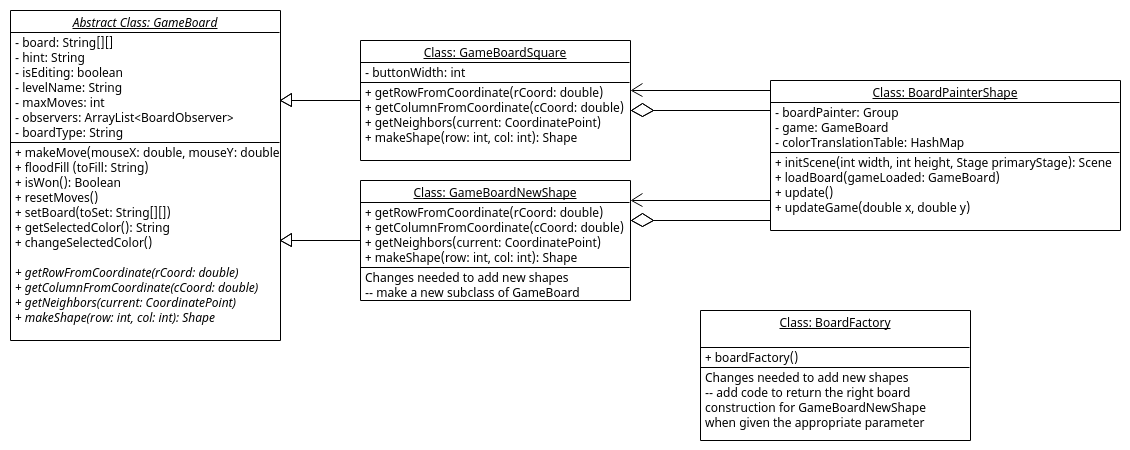 Abstract Class: GameBoard
- board: String[][]
- hint: String
- isEditing: boolean
- levelName: String
- maxMoves: int
- observers: ArrayList<BoardObserver>
- boardType: String
+ makeMove(mouseX: double, mouseY: double
+ floodFill (toFill: String)
+ isWon(): Boolean
+ resetMoves()
+ setBoard(toSet: String[][])
+ getSelectedColor(): String
+ changeSelectedColor()
+ getRowFromCoordinate(rCoord: double)
+ getColumnFromCoordinate(cCoord: double)
+ getNeighbors(current: CoordinatePoint)
+ makeShape(row: int, col: int): Shape
Class: GameBoardSquare
- buttonWidth: int
+ getRowFromCoordinate(rCoord: double)
+ getColumnFromCoordinate(cCoord: double)
+ getNeighbors(current: CoordinatePoint)
+ makeShape(row: int, col: int): Shape
Class: GameBoardNewShape
+ getRowFromCoordinate(rCoord: double)
+ getColumnFromCoordinate(cCoord: double)
+ getNeighbors(current: CoordinatePoint)
+ makeShape(row: int, col: int): Shape
Changes needed to add new shapes
-- make a new subclass of GameBoard
Class: BoardPainterShape
- boardPainter: Group
- game: GameBoard
- colorTranslationTable: HashMap
+ initScene(int width, int height, Stage primaryStage): Scene
+ loadBoard(gameLoaded: GameBoard)
+ update()
+ updateGame(double x, double y)
Class: BoardFactory
+ boardFactory()
Changes needed to add new shapes
-- add code to return the right board
construction for GameBoardNewShape
when given the appropriate parameter